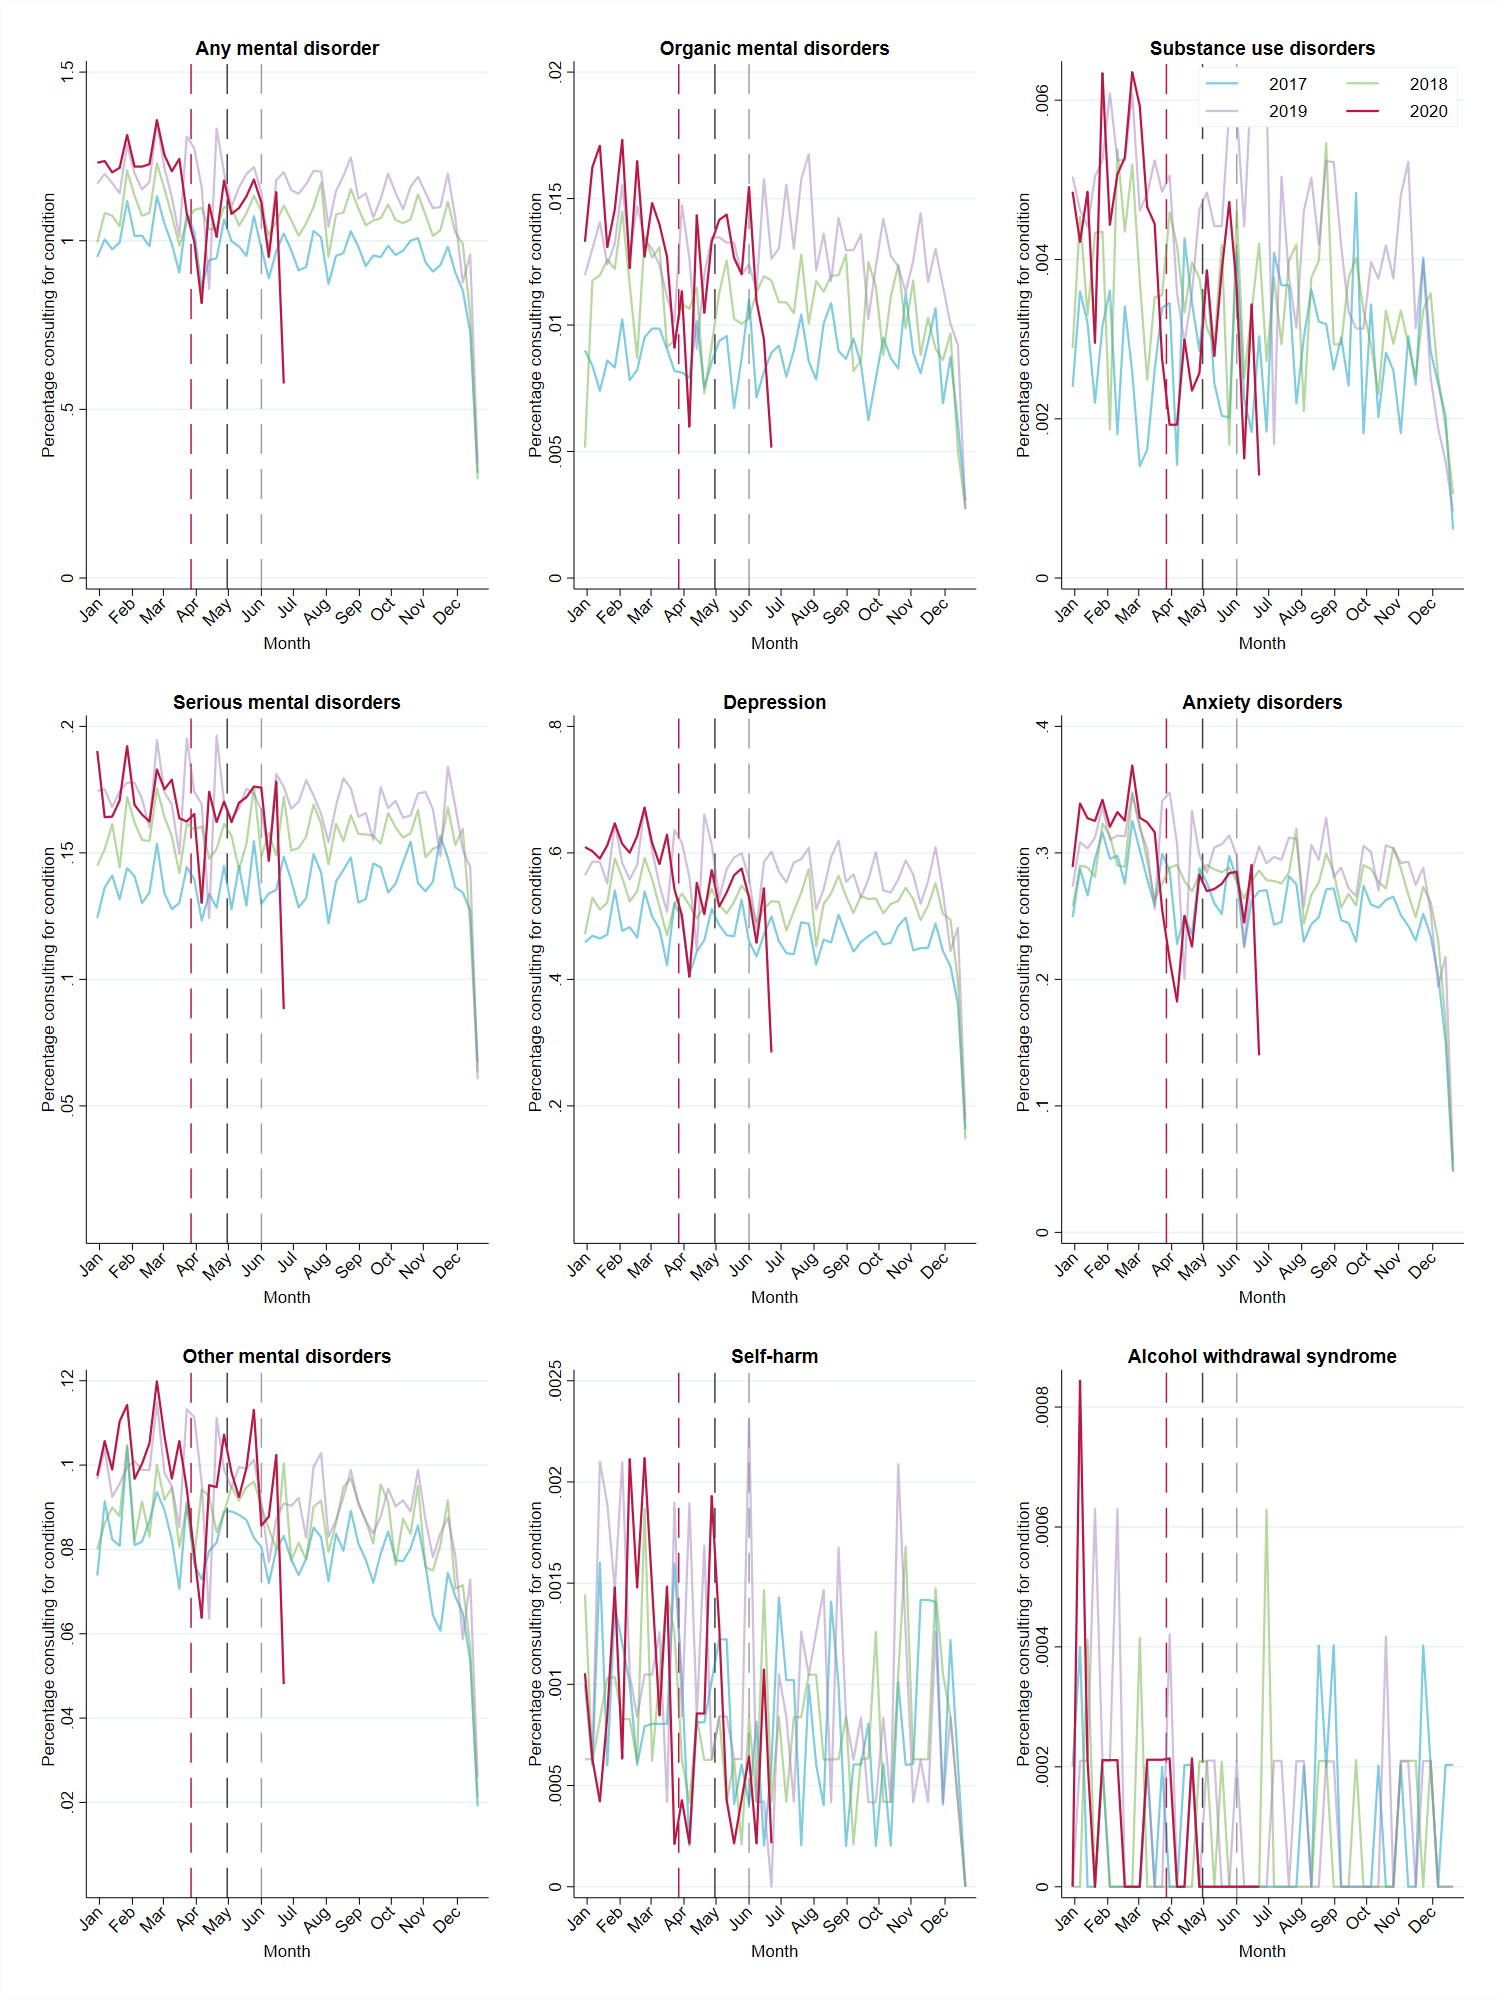 Any mental disorder
Percentage consulting for condition
1.5
1
.5
0
Jan Feb Mar Apr May Jun Jul Aug Sep Oct Nov Dec
Month
Organic mental disorders
Percentage consulting for condition
.02
.015
.01
.005
0
Jan Feb Mar Apr May Jun Jul Aug Sep Oct Nov Dec
Month
Substance use disorders
2017 2018
2019 2020
Percentage consulting for condition
.006
.004
.002
0
Jan Feb Mar Apr May Jun Jul Aug Sep Oct Nov Dec
Month
Serious mental disorders
Percentage consulting for condition
.2
.15
.1
.05
Jan Feb Mar Apr May Jun Jul Aug Sep Oct Nov Dec
Month
Depression
Percentage consulting for condition
.8
.6
.4
.2
Jan Feb Mar Apr May Jun Jul Aug Sep Oct Nov Dec
Month
Anxiety disorders
Percentage consulting for condition
.4
.3
.2
.1
0
Jan Feb Mar Apr May Jun Jul Aug Sep Oct Nov Dec
Month
Other mental disorders
Percentage consulting for condition
.12
.1
.08
.06
.04
.02
Jan Feb Mar Apr May Jun Jul Aug Sep Oct Nov Dec
Month
Self-harm
Percentage consulting for condition
.0025
.002
.0015
.001
.0005
0
Jan Feb Mar Apr May Jun Jul Aug Sep Oct Nov Dec
Month
Alcohol withdrawal syndrome
Percentage consulting for condition
.0008
.0006
.0004
.0002
0
Jan Feb Mar Apr May Jun Jul Aug Sep Oct Nov Dec
Month